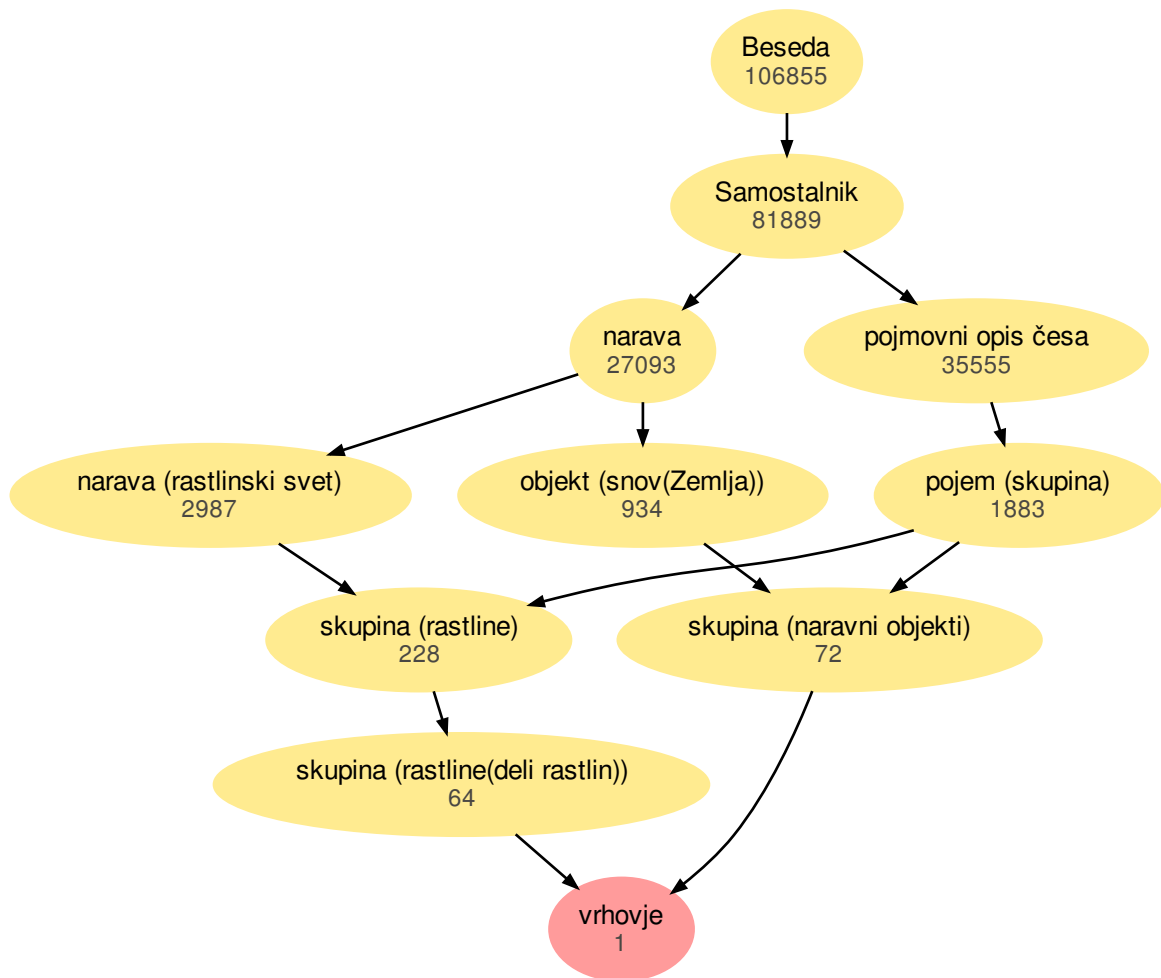 Beseda
106855
Samostalnik
81889
narava
27093
pojmovni opis česa
35555
narava (rastlinski svet)
2987
objekt (snov(Zemlja))
934
pojem (skupina)
1883
skupina (rastline)
228
skupina (naravni objekti)
72
skupina (rastline(deli rastlin))
64
vrhovje
1